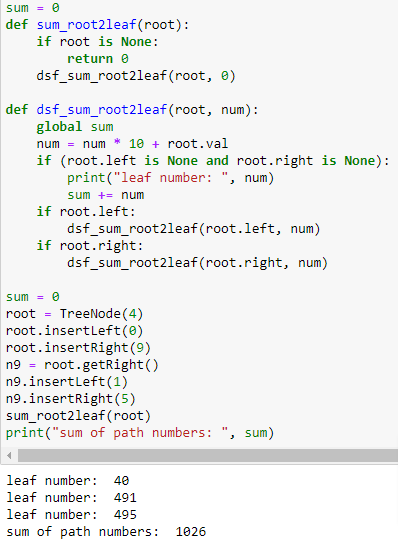 sum = 0
def sum_root2leaf(root):
    if root is None:
        return 0
    dsf_sum_root2leaf(root, 0)

def dsf_sum_root2leaf(root, num):
    global sum
    num = num * 10 + root.val
    if (root.left is None and root.right is None):
        print("leaf number: ", num)
        sum += num
    if root.left:
        dsf_sum_root2leaf(root.left, num)
    if root.right:
        dsf_sum_root2leaf(root.right, num)

sum = 0
root = TreeNode(4)
root.insertLeft(0)
root.insertRight(9)
n9 = root.getRight()
n9.insertLeft(1)
n9.insertRight(5)
sum_root2leaf(root)
print("sum of path numbers: ", sum)
leaf number:  40
leaf number:  491
leaf number:  495
sum of path numbers:  1026